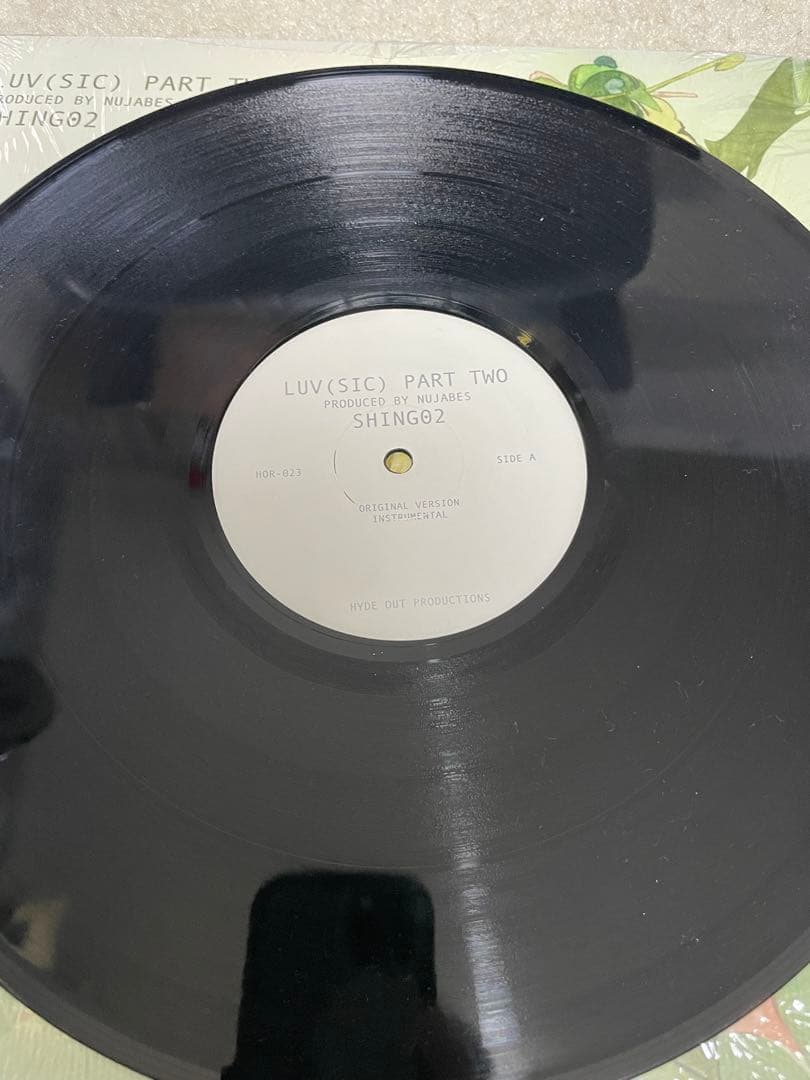 LUV(SIC) PART TW
PRODUCED BY NUJABES
SHING02
LUV(SIC) PART TWO
PRODUCED BY NUJABES
SHING02
HOR-023
SIDE A
ORIGINAL VERSION
INSTRUMENTAL
HYDE OUT PRODUCTIONS